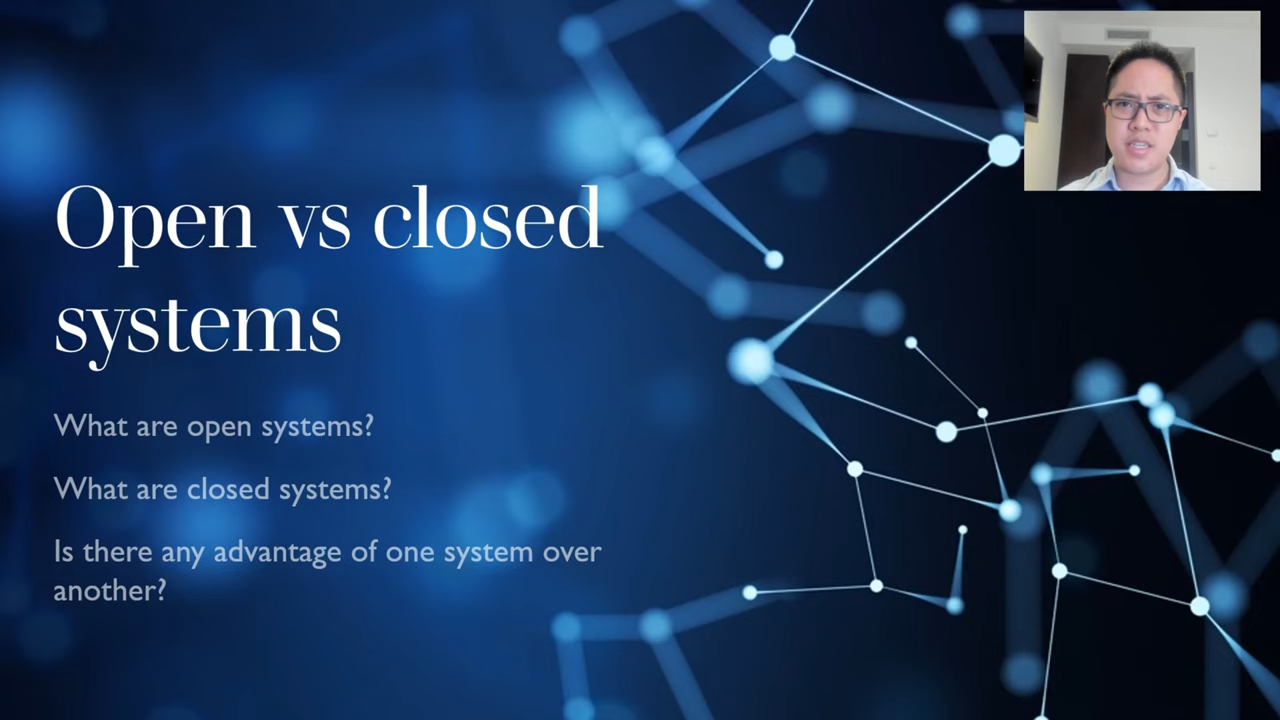 Open vs closed
systems
What are open systems?
What are closed systems?
Is there any advantage of one system over
another?